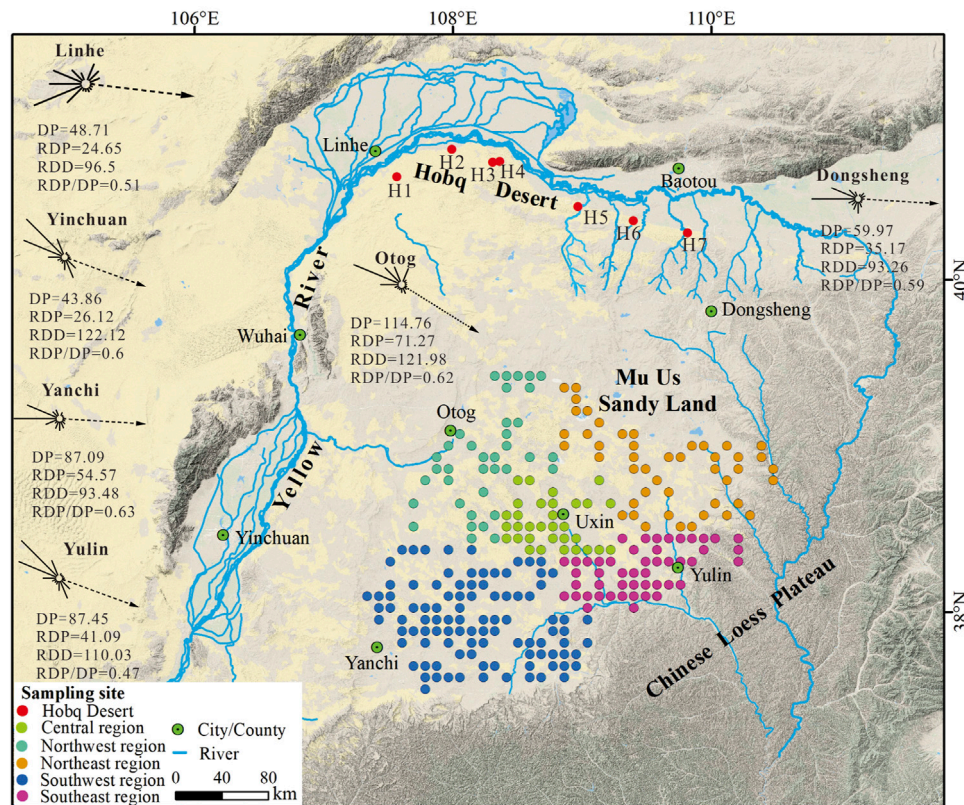 106°E
108°E
110°E
Linhe
DP=48.71
RDP=24.65
RDD=96.5
RDP/DP=0.51
Yinchuan
DP=43.86
RDP=26.12
RDD=122.12
RDP/DP=0.6
Yanchi
DP=87.09
RDP=54.57
RDD=93.48
RDP/DP=0.63
Yulin
DP=87.45
RDP=41.09
RDD=110.03
RDP/DP=0.47
Otog
DP=114.76
RDP=71.27
RDD=121.98
RDP/DP=0.62
Dongsheng
DP=59.97
RDP=35.17
RDD=93.26
RDP/DP=0.59
Linhe
H1
H2
H3
H4
Hobq Desert
H5
H6
H7
Baotou
40°N
Dongsheng
Wuhai
Yellow River
Mu Us
Sandy Land
Otog
Uxin
Yinchuan
Yulin
38°N
Yanchi
Chinese Loess Plateau
Sampling site
Hobq Desert
Central region
Northwest region
Northeast region
Southwest region
Southeast region
City/County
River
0 40 80
km